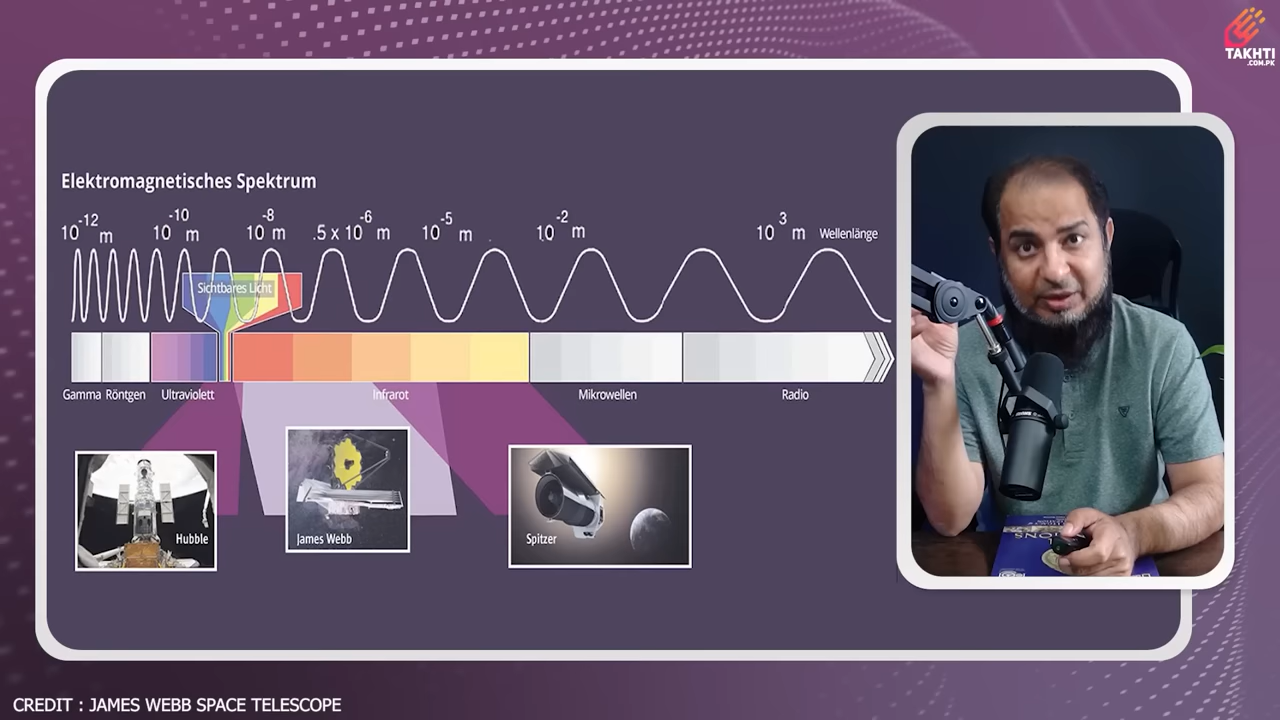 TAKHTI
.COM.PK
Elektromagnetisches Spektrum
10-12 m 10-10 m 10-8 m .5 x 10-6 m 10-5 m 10-2 m 103 m Wellenlänge
Sichtbares Licht
Gamma Röntgen Ultraviolett Infrarot Mikrowellen Radio
Hubble
James Webb
Spitzer
CREDIT : JAMES WEBB SPACE TELESCOPE